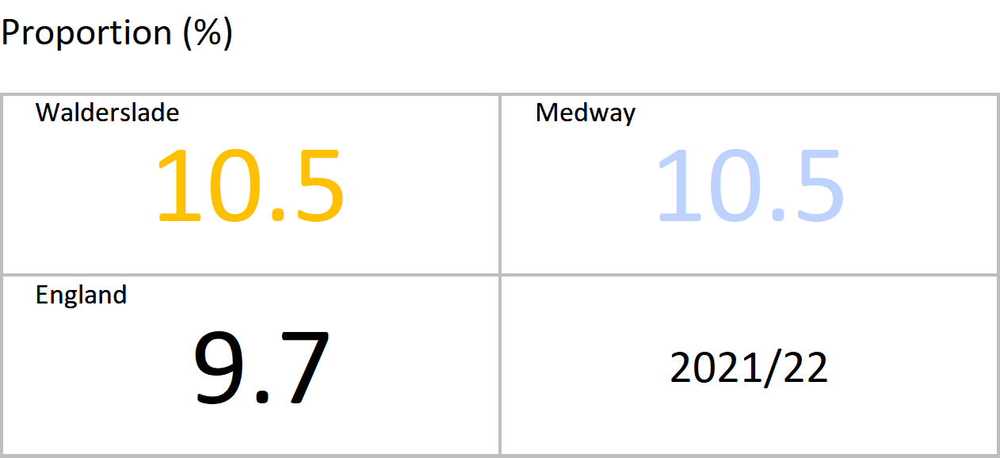 Proportion (%)
Walderslade
10.5
Medway
10.5
England
9.7
2021/22